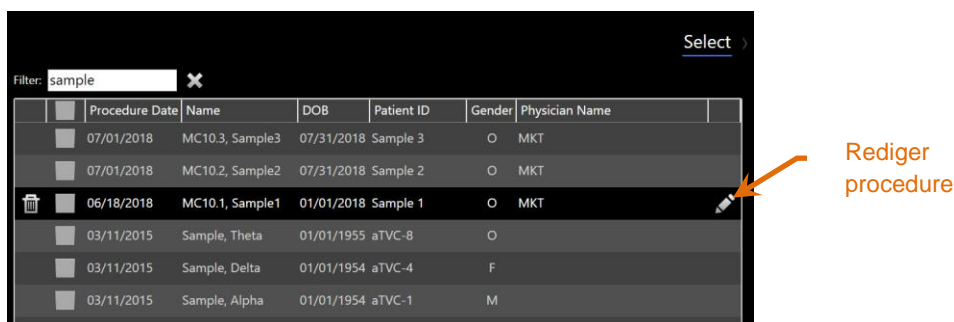 Select
Filter: sample
Procedure Date Name DOB Patient ID Gender Physician Name
07/01/2018 MC10.3, Sample3 07/31/2018 Sample 3 O MKT
07/01/2018 MC10.2, Sample2 07/31/2018 Sample 2 O MKT
06/18/2018 MC10.1, Sample1 01/01/2018 Sample 1 O MKT
03/11/2015 Sample, Theta 01/01/1955 aTVC-8 O
03/11/2015 Sample, Delta 01/01/1954 aTVC-4 F
03/11/2015 Sample, Alpha 01/01/1954 aTVC-1 M
Rediger
procedure